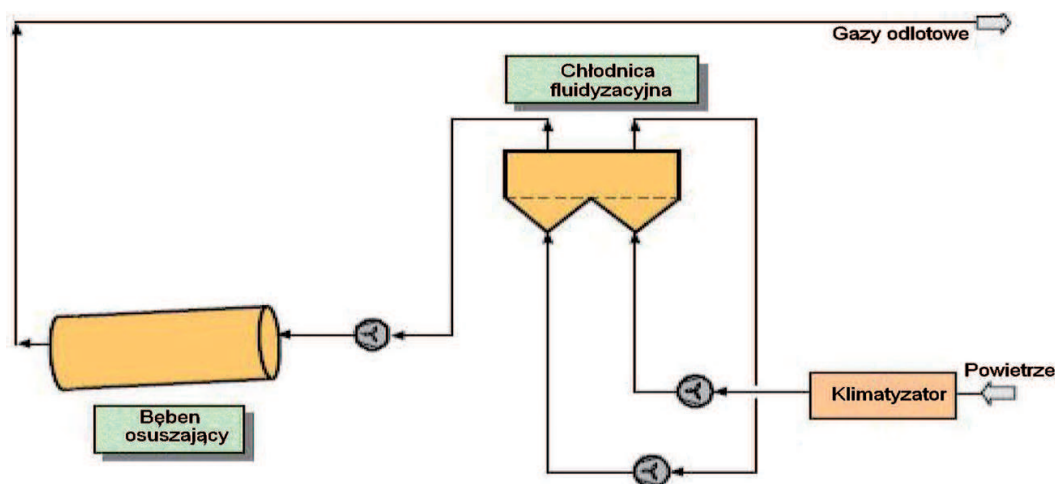 Gazy odlotowe
Chłodnica
fluidyzacyjna
Powietrze
Klimatyzator
Bęben
osuszający